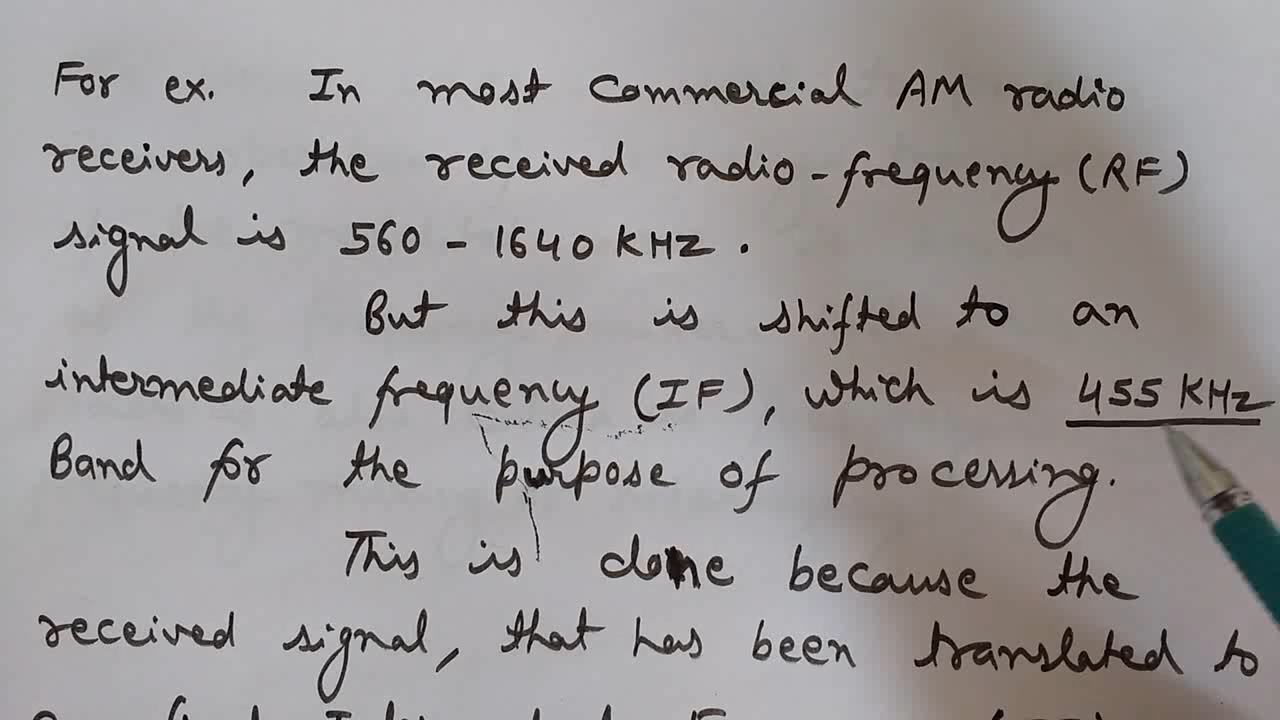 For ex. In most Commercial AM radio
receivers, the received radio-frequency (RF)
signal is 560 - 1640 KHz.
But this is shifted to an
intermediate frequency (IF), which is 455 KHz
Band for the purpose of processing.
This is done because the
received signal, that has been translated to